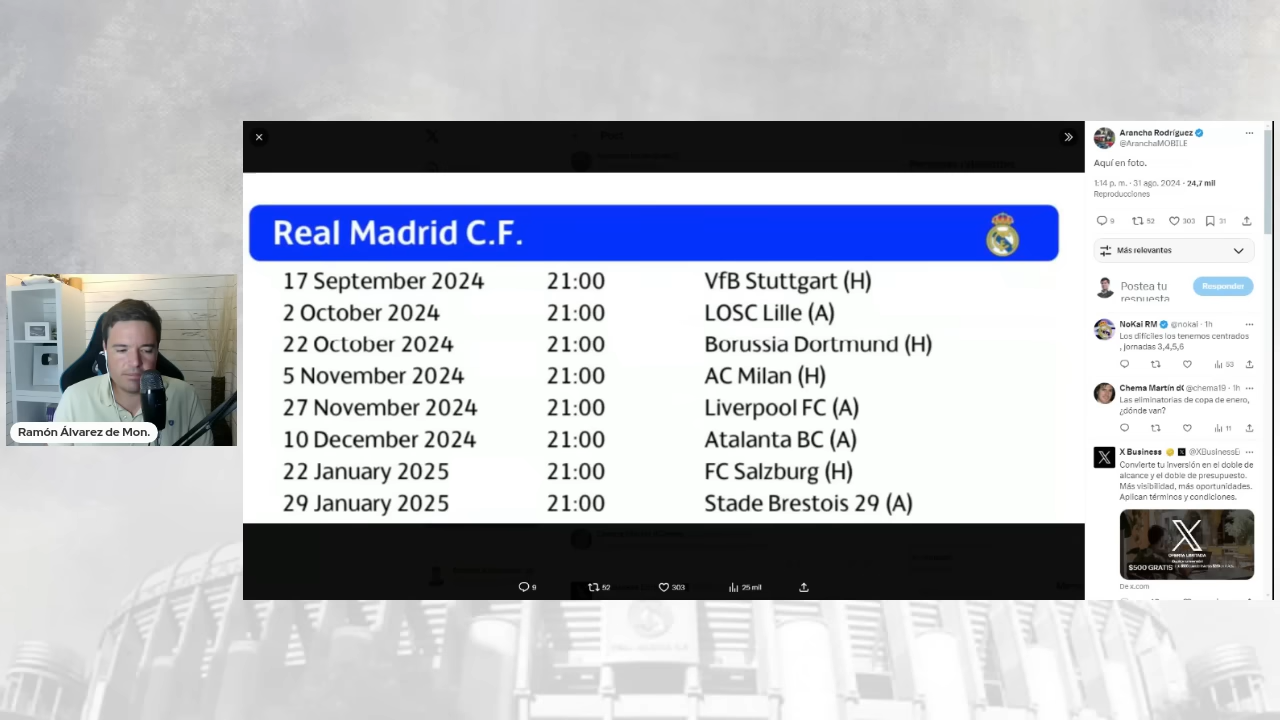 Real Madrid C.F.
17 September 2024 21:00 VfB Stuttgart (H)
2 October 2024 21:00 LOSC Lille (A)
22 October 2024 21:00 Borussia Dortmund (H)
5 November 2024 21:00 AC Milan (H)
27 November 2024 21:00 Liverpool FC (A)
10 December 2024 21:00 Atalanta BC (A)
22 January 2025 21:00 FC Salzburg (H)
29 January 2025 21:00 Stade Brestois 29 (A)
9 52 303 25 mil
Ramón Álvarez de Mon.
Arancha Rodríguez
@AranchaMOBILE
Aquí en foto.
1:14 p. m. · 31 ago. 2024 · 24,7 mil
Reproducciones
9 52 303 31
Más relevantes
Postea tu
respuesta
Responder
NoKai RM @nokai · 1h
Los difíciles los tenemos centrados
, jornadas 3,4,5,6
53
Chema Martín @chema19 · 1h
Las eliminatorias de copa de enero,
¿dónde van?
11
X Business @XBusinessE
Convierte tu inversión en el doble de
alcance y el doble de presupuesto.
Más visibilidad, más oportunidades.
Aplican términos y condiciones.
OFERTA LIMITADA
$500 GRATIS
De x.com